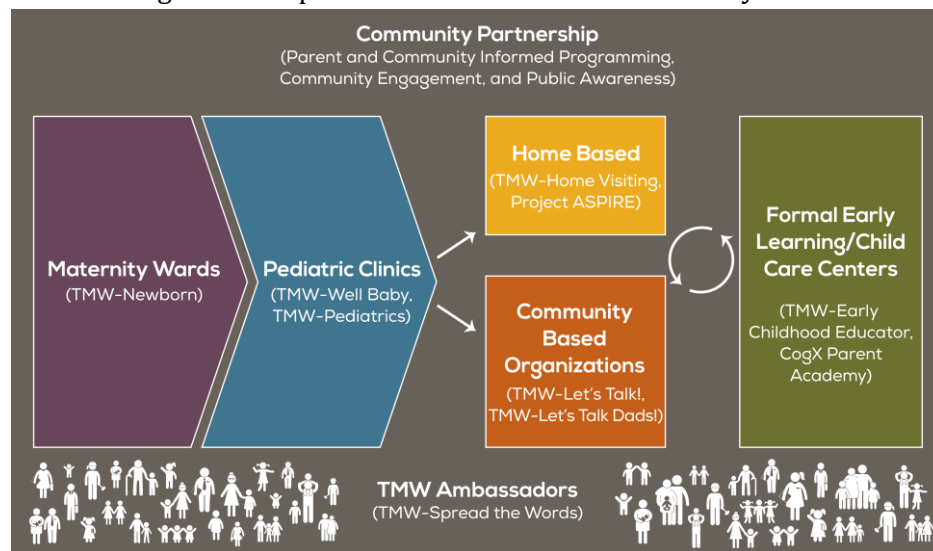 Community Partnership
(Parent and Community Informed Programming,
Community Engagement, and Public Awareness)
Maternity Wards
(TMW-Newborn)
Pediatric Clinics
(TMW-Well Baby,
TMW-Pediatrics)
Home Based
(TMW-Home Visiting,
Project ASPIRE)
Community
Based
Organizations
(TMW-Let's Talk!,
TMW-Let's Talk Dads!)
Formal Early
Learning/Child
Care Centers
(TMW-Early
Childhood Educator,
CogX Parent
Academy)
TMW Ambassadors
(TMW-Spread the Words)